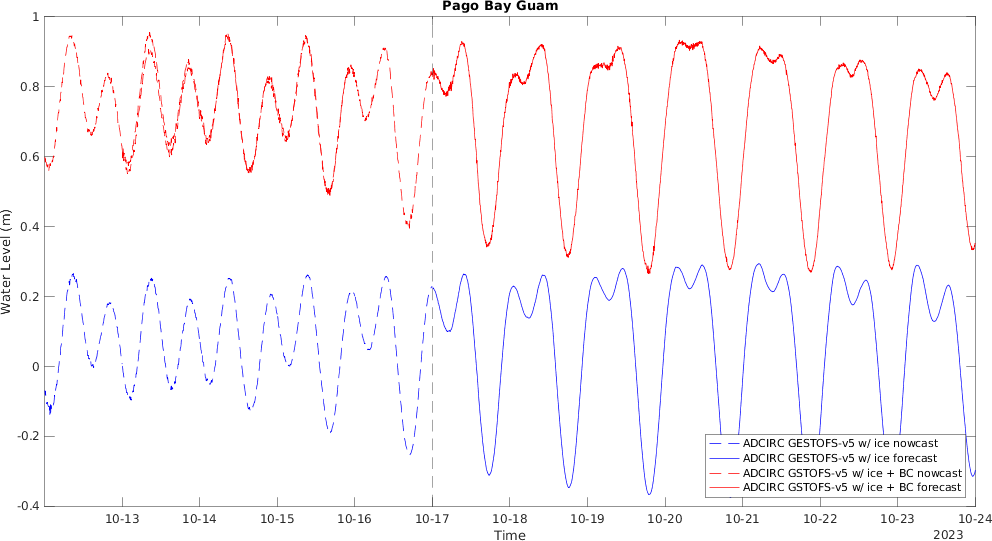 Pago Bay Guam
1
0.8
0.6
0.4
0.2
0
-0.2
-0.4
Water Level (m)
ADCIRC GESTOFS-v5 w/ ice nowcast
ADCIRC GESTOFS-v5 w/ ice forecast
ADCIRC GSTOFS-v5 w/ ice + BC nowcast
ADCIRC GSTOFS-v5 w/ ice + BC forecast
10-13 10-14 10-15 10-16 10-17 10-18 10-19 10-20 10-21 10-22 10-23 10-24
Time
2023